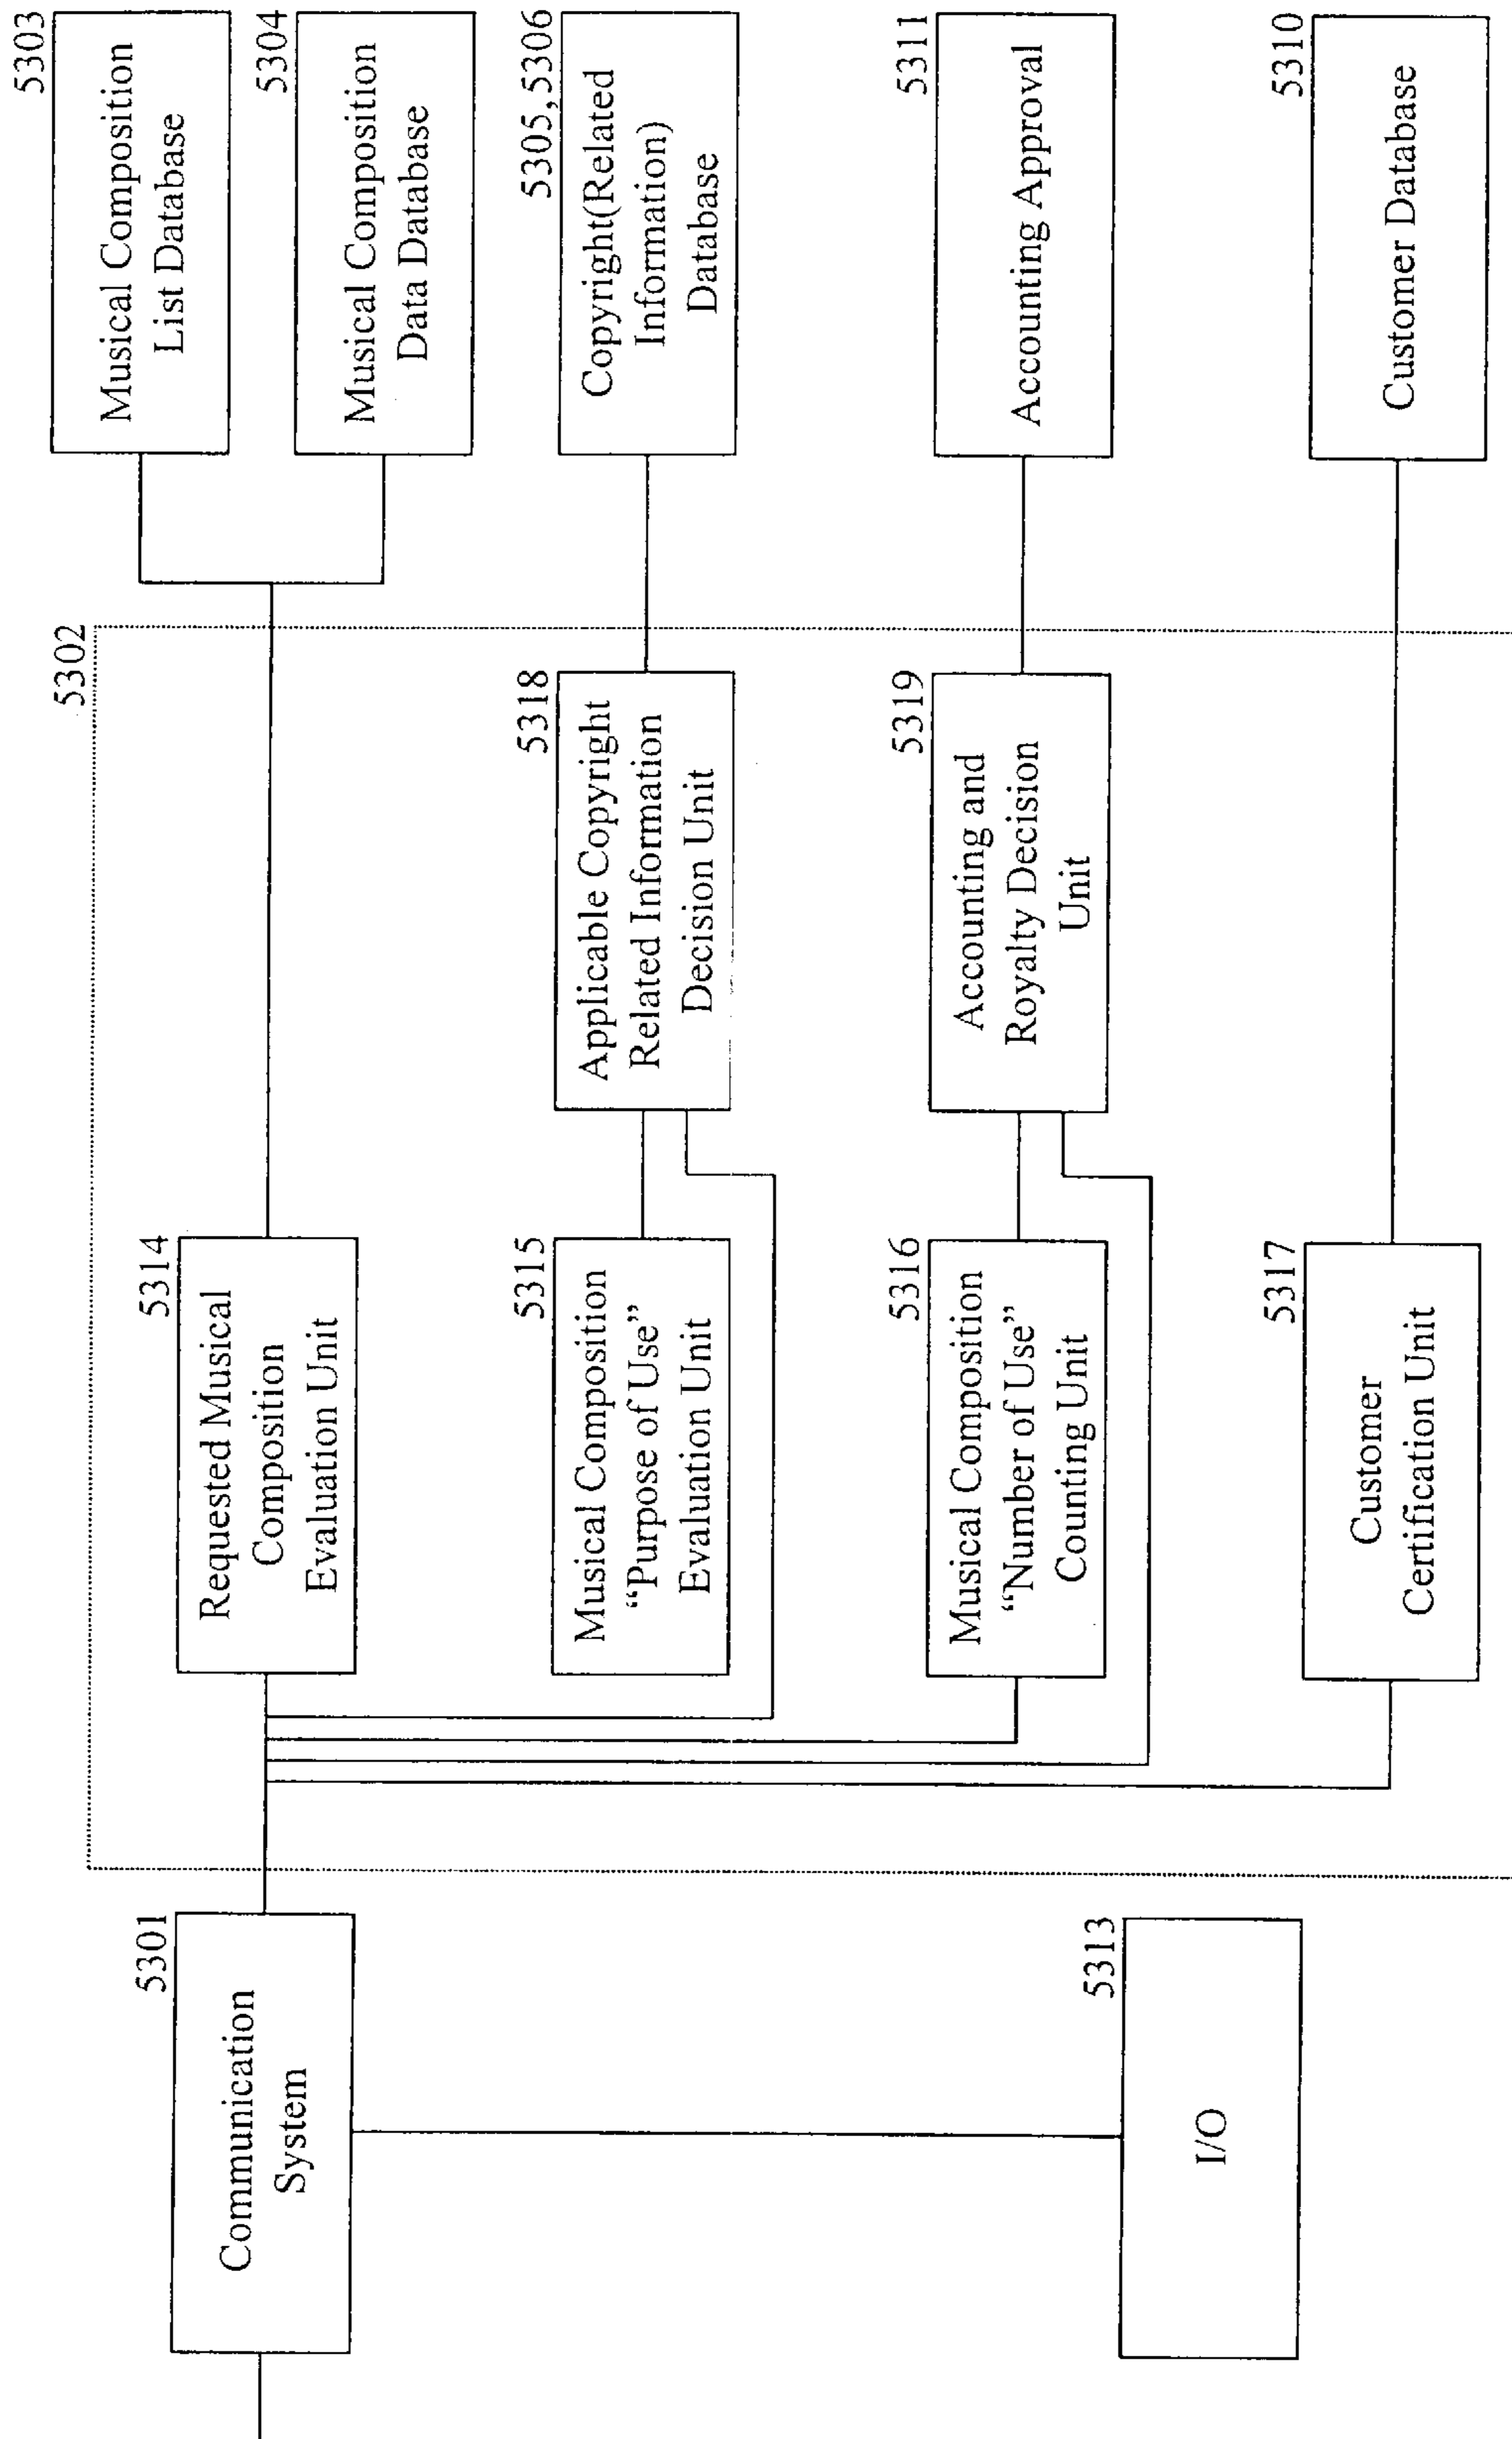 5303
Musical Composition
List Database
5304
Musical Composition
Data Database
5305,5306
Copyright(Related
Information)
Database
5311
Accounting Approval
5310
Customer Database
5302
5318
Applicable Copyright
Related Information
Decision Unit
5319
Accounting and
Royalty Decision
Unit
5314
Requested Musical
Composition
Evaluation Unit
5315
Musical Composition
“Purpose of Use”
Evaluation Unit
5316
Musical Composition
“Number of Use”
Counting Unit
5317
Customer
Certification Unit
5301
Communication
System
5313
I/O